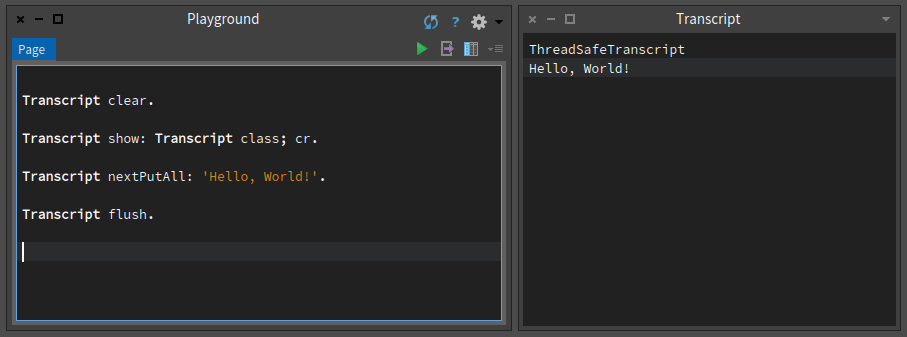 Playground
?
Page
Transcript clear.
Transcript show: Transcript class; cr.
Transcript nextPutAll: 'Hello, World!'.
Transcript flush.
Transcript
ThreadSafeTranscript
Hello, World!